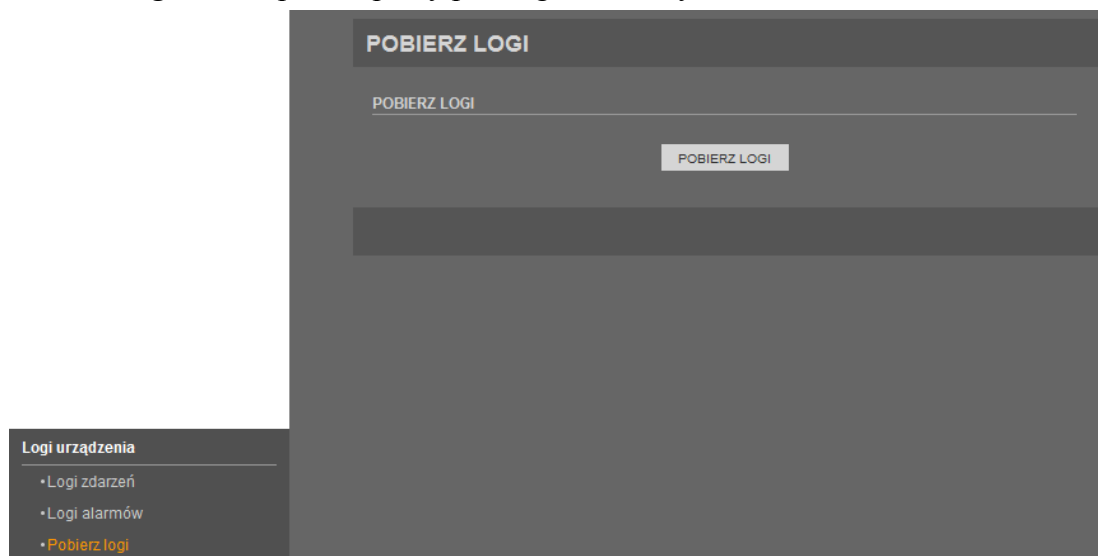 POBIERZ LOGI
POBIERZ LOGI
POBIERZ LOGI
Logi urządzenia
•Logi zdarzeń
•Logi alarmów
•Pobierz logi